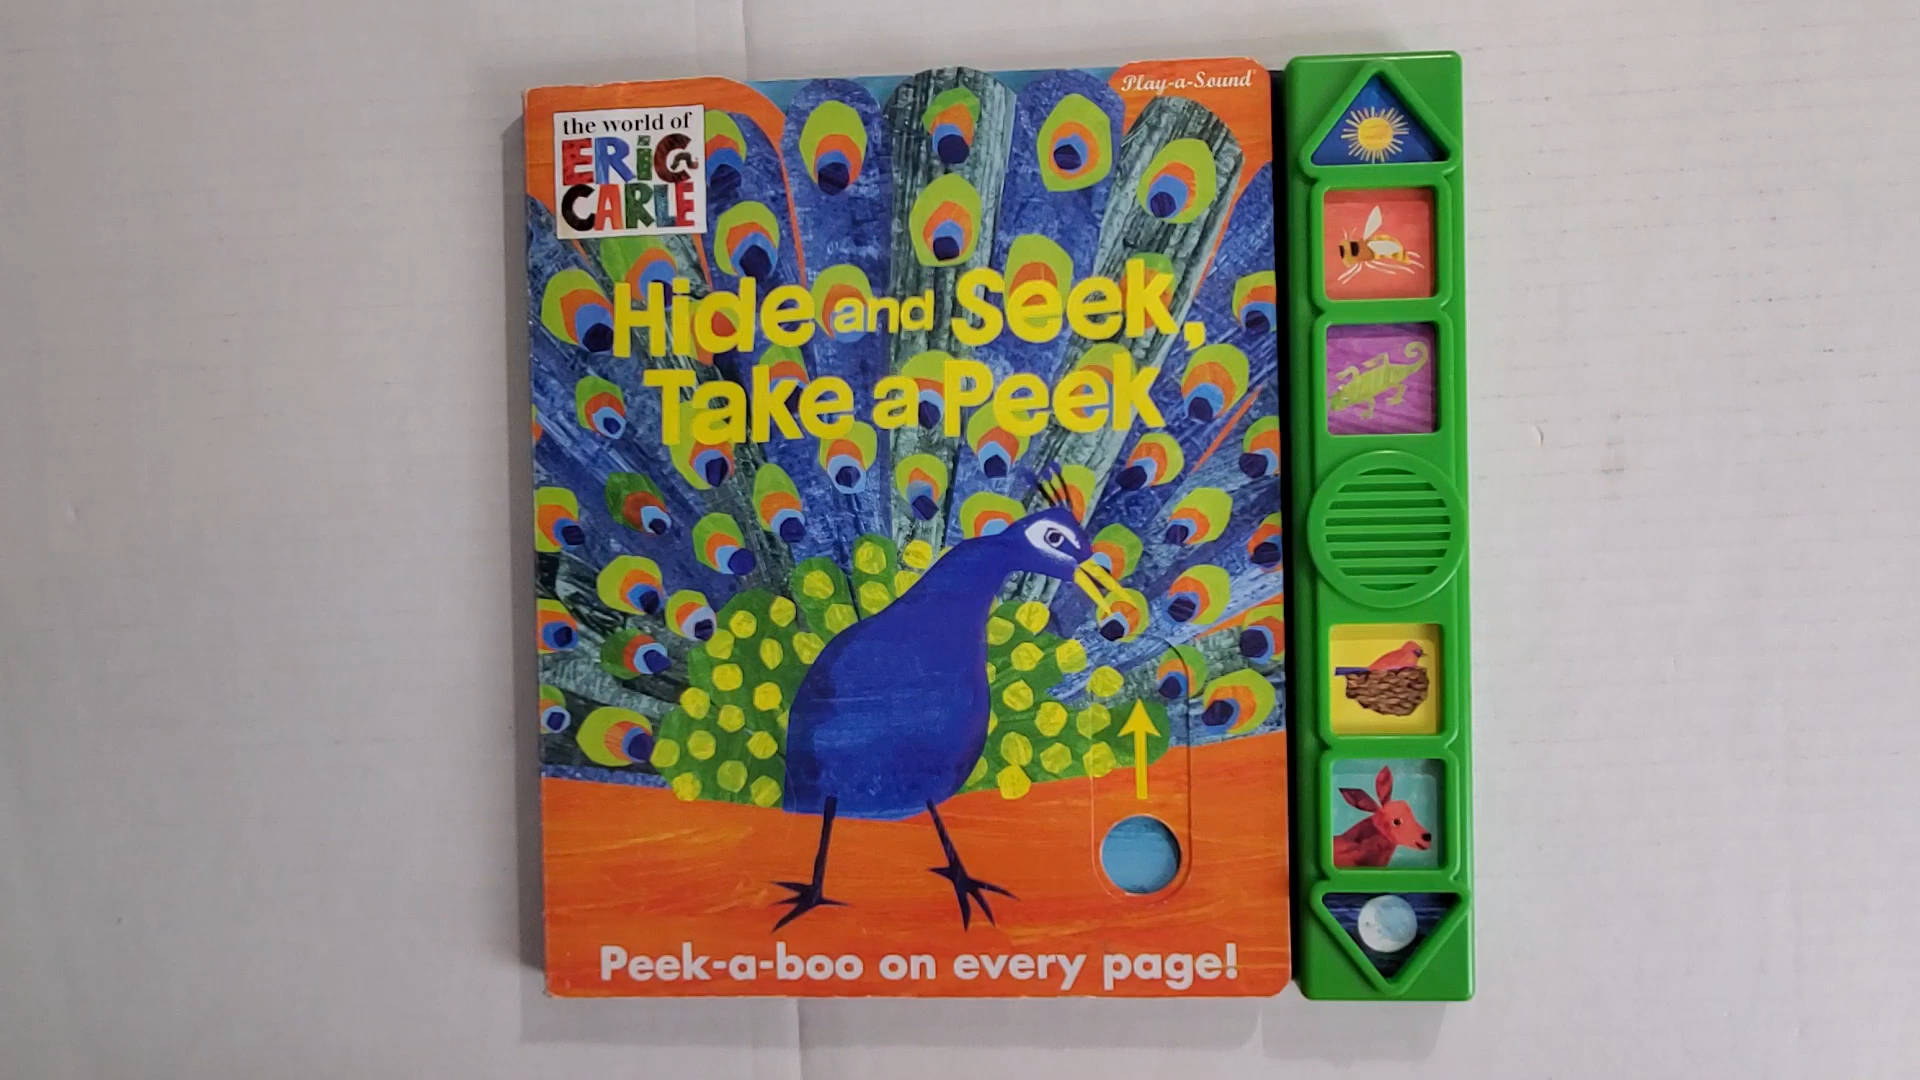 Play-a-Sound
the world of
ERiC
CARLE
Hide and Seek,
Take a Peek
Peek-a-boo on every page!